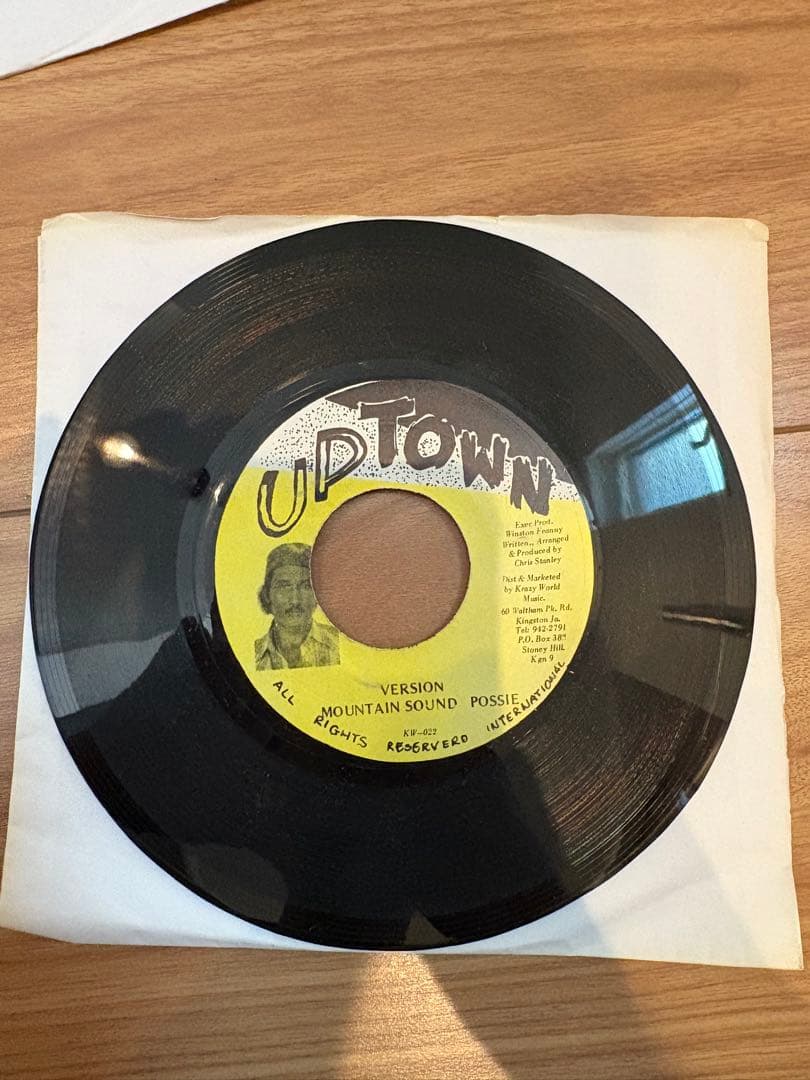 UPTOWN
Exec Prod.
Winston Feanny
Written,, Arranged
& Produced by
Chris Stanley
Dist & Marketed
by Krazy World
Music.
60 Waltham Pk. Rd.
Kingston Ja.
Tel: 942-2791
P.O. Box
Stoney Hill.
Kgn 9
VERSION
MOUNTAIN SOUND POSSIE
KW-022
ALL RIGHTS RESERVERD INTERNATIONAL